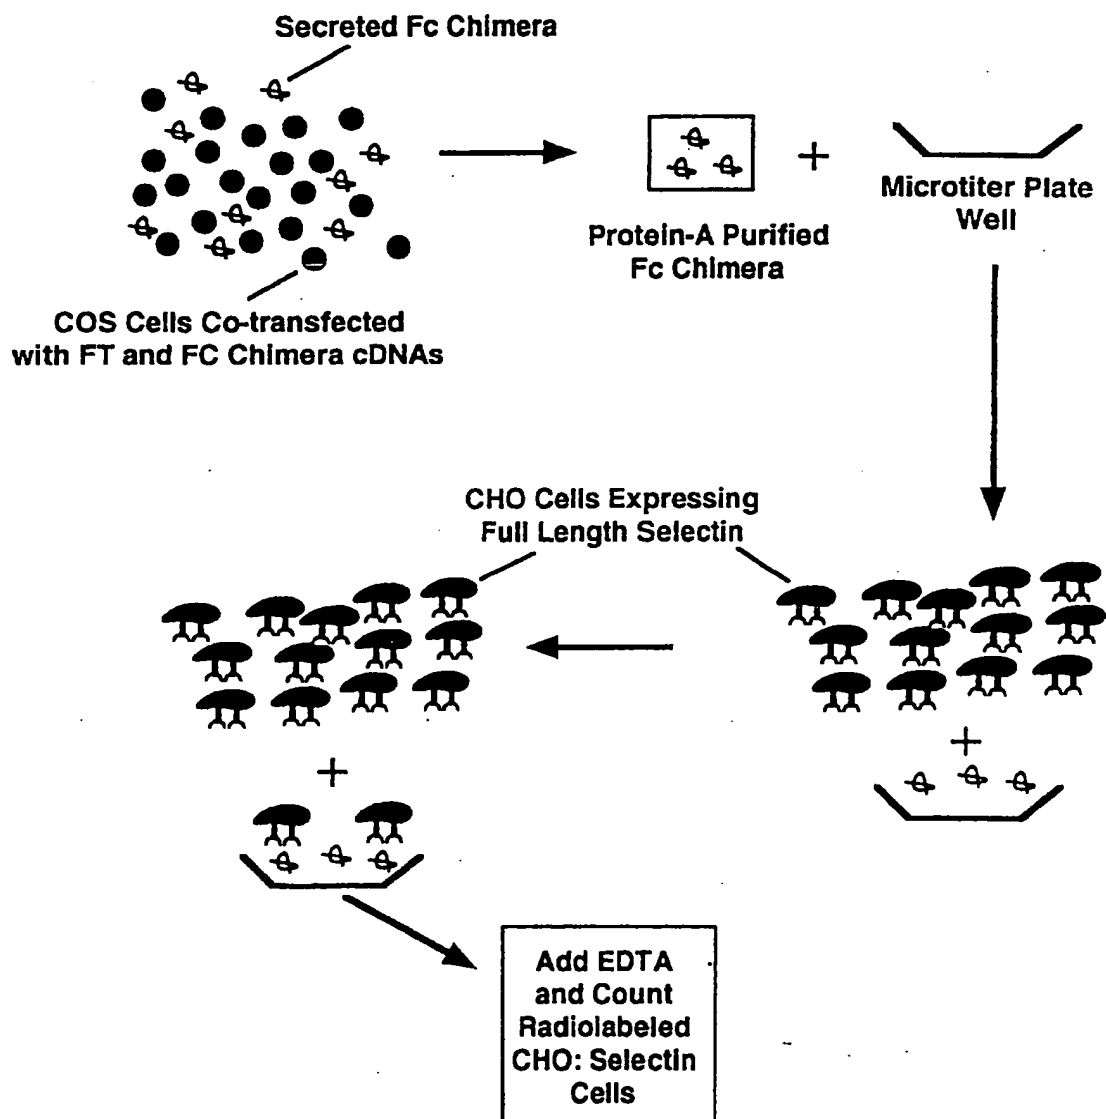 Secreted Fc Chimera
Protein-A Purified
Fc Chimera
+
Microtiter Plate
Well
COS Cells Co-transfected
with FT and FC Chimera cDNAs
CHO Cells Expressing
Full Length Selectin
+
+
Add EDTA
and Count
Radiolabeled
CHO: Selectin
Cells